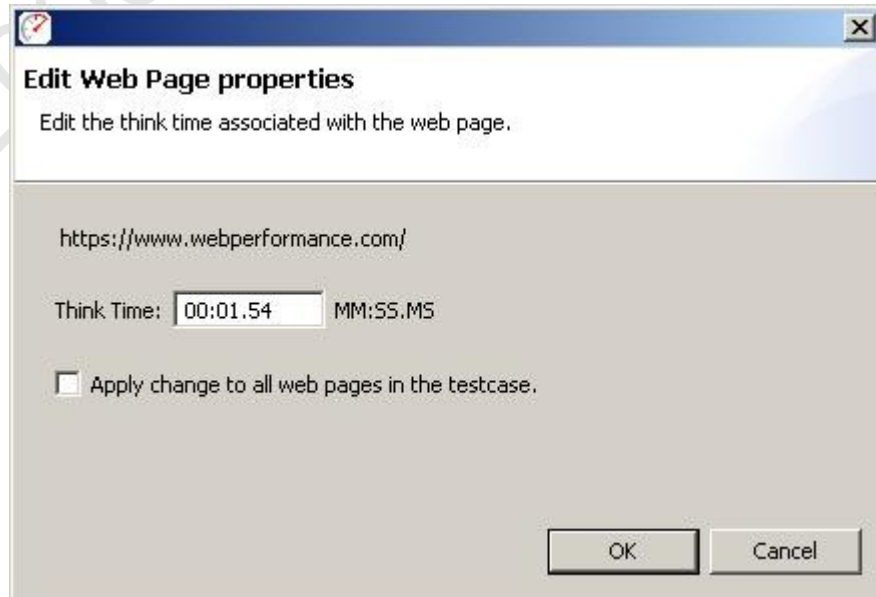 Edit Web Page properties
Edit the think time associated with the web page.
https://www.webperformance.com/
Think Time: 00:01.54 MM:SS.MS
Apply change to all web pages in the testcase.
OK Cancel